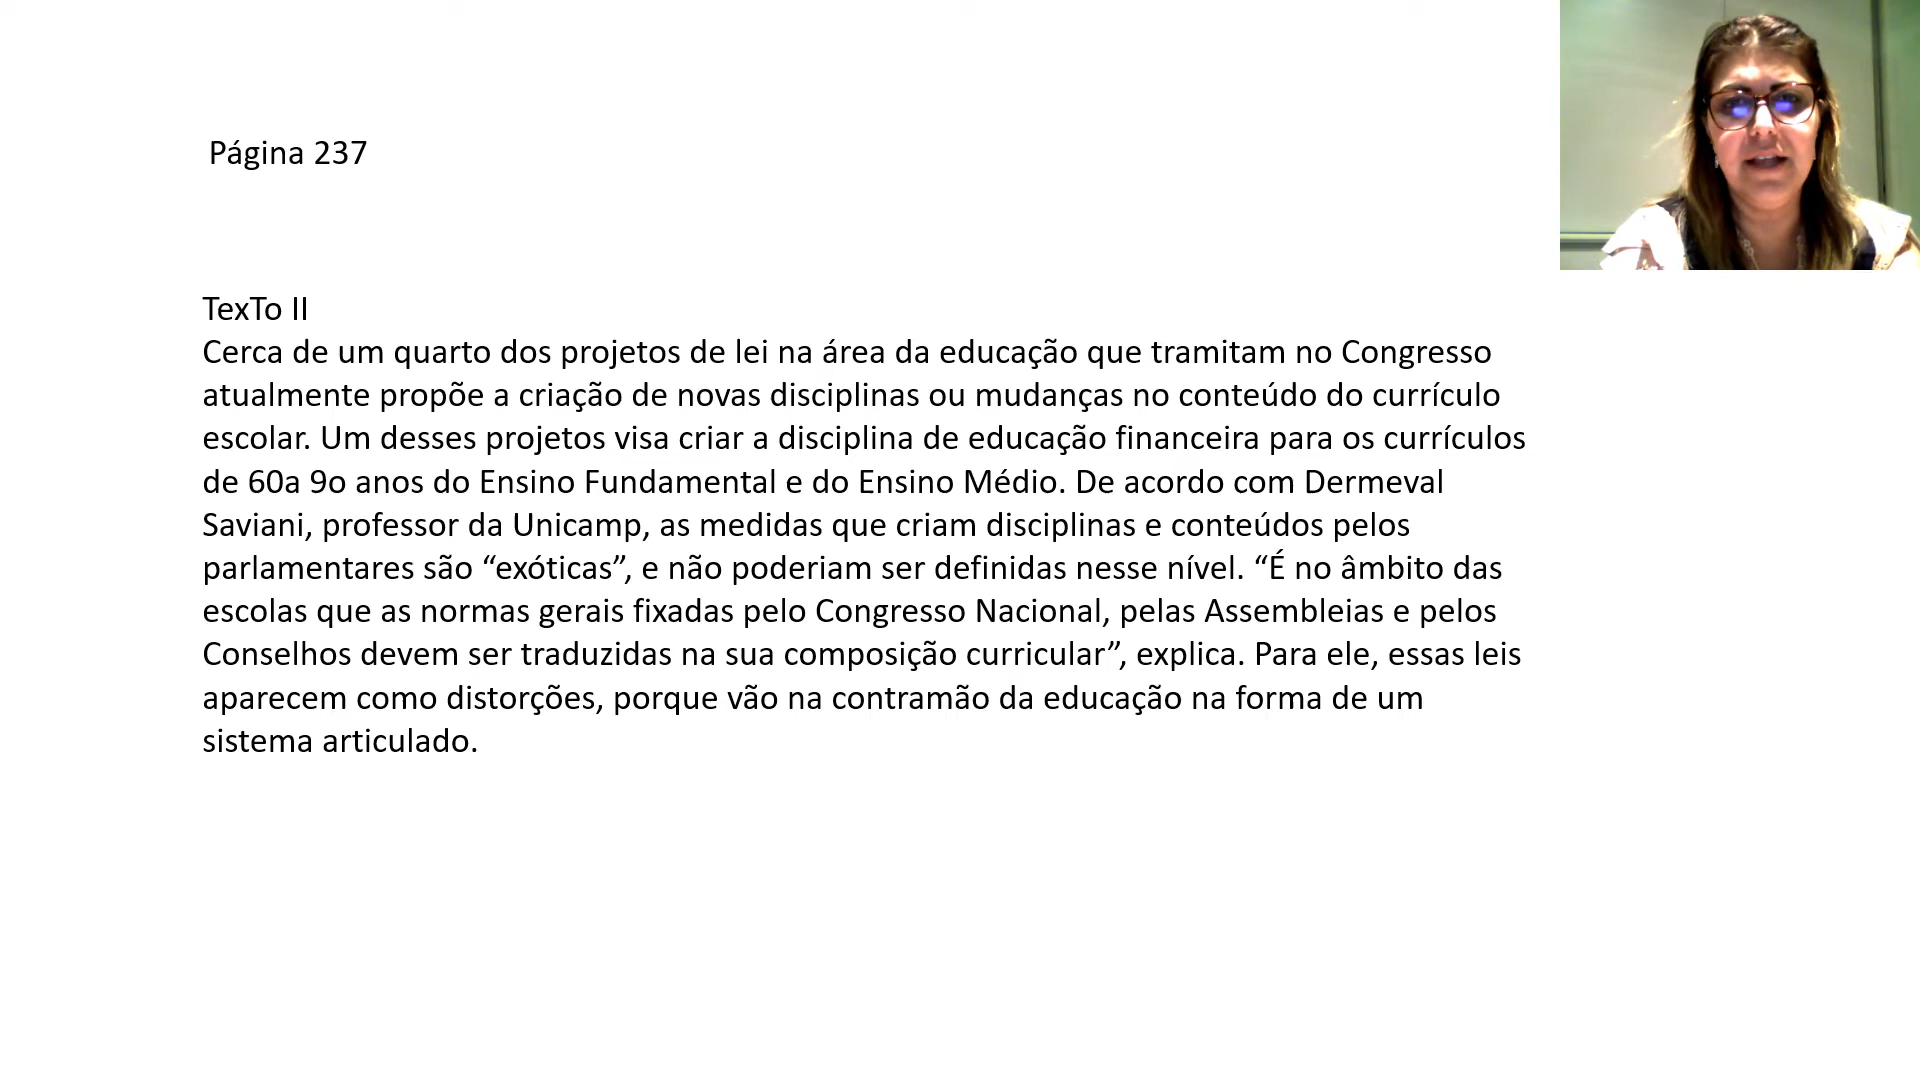 Página 237
TexTo II
Cerca de um quarto dos projetos de lei na área da educação que tramitam no Congresso
atualmente propõe a criação de novas disciplinas ou mudanças no conteúdo do currículo
escolar. Um desses projetos visa criar a disciplina de educação financeira para os currículos
de 60a 9o anos do Ensino Fundamental e do Ensino Médio. De acordo com Dermeval
Saviani, professor da Unicamp, as medidas que criam disciplinas e conteúdos pelos
parlamentares são “exóticas”, e não poderiam ser definidas nesse nível. “É no âmbito das
escolas que as normas gerais fixadas pelo Congresso Nacional, pelas Assembleias e pelos
Conselhos devem ser traduzidas na sua composição curricular”, explica. Para ele, essas leis
aparecem como distorções, porque vão na contramão da educação na forma de um
sistema articulado.